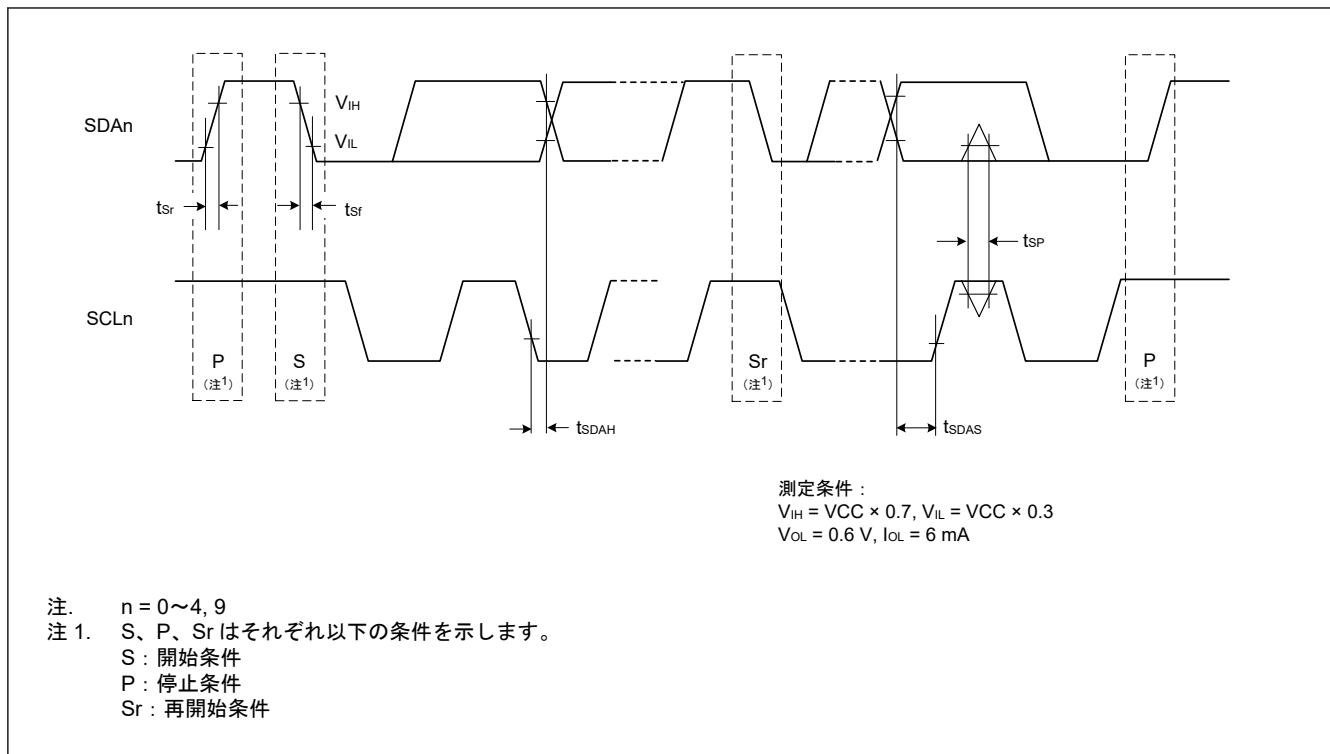 SDAn
VIH
VIL
tSr
tSf
tSP
SCLn
P
(注1)
S
(注1)
Sr
(注1)
P
(注1)
tSDAH
tSDAS
測定条件：
VIH = VCC × 0.7, VIL = VCC × 0.3
VOL = 0.6 V, IOL = 6 mA
注. n = 0～4, 9
注 1. S、P、Sr はそれぞれ以下の条件を示します。
S：開始条件
P：停止条件
Sr：再開始条件